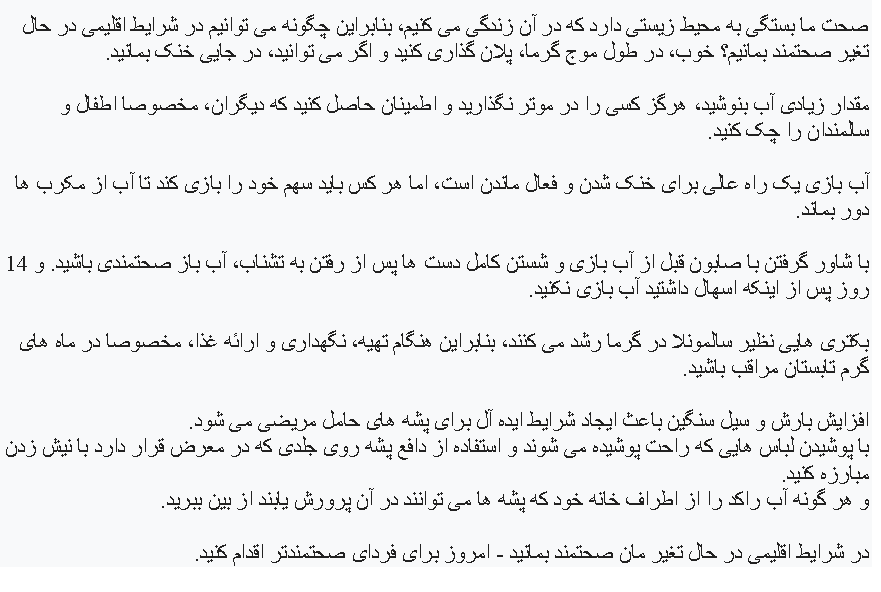 صحت ما بستگی به محیط زیستی دارد که در آن زندگی می کنیم، بنابراین چگونه می توانیم در شرایط اقلیمی در حال
تغیر صحتمند بمانیم؟ خوب، در طول موج گرما، پلان گذاری کنید و اگر می توانید، در جایی خنک بمانید.
مقدار زیادی آب بنوشید، هرگز کسی را در موتر نگذارید و اطمینان حاصل کنید که دیگران، مخصوصا اطفال و
سالمندان را چک کنید.
آب بازی یک راه عالی برای خنک شدن و فعال ماندن است، اما هر کس باید سهم خود را بازی کند تا آب از مکرب ها
دور بماند.
با شاور گرفتن با صابون قبل از آب بازی و شستن کامل دست ها پس از رفتن به تشناب، آب باز صحتمندی باشید. و 14
روز پس از اینکه اسهال داشتید آب بازی نکنید.
بکتری هایی نظیر سالمونلا در گرما رشد می کنند، بنابراین هنگام تهیه، نگهداری و ارائه غذا، مخصوصا در ماه های
گرم تابستان مراقب باشید.
افزایش بارش و سیل سنگین باعث ایجاد شرایط ایده آل برای پشه های حامل مریضی می شود.
با پوشیدن لباس هایی که راحت پوشیده می شوند و استفاده از دافع پشه روی جلدی که در معرض قرار دارد با نیش زدن
مبارزه کنید.
و هر گونه آب راکد را از اطراف خانه خود که پشه ها می توانند در آن پرورش یابند از بین ببرید.
در شرایط اقلیمی در حال تغیر مان صحتمند بمانید - امروز برای فردای صحتمندتر اقدام کنید.